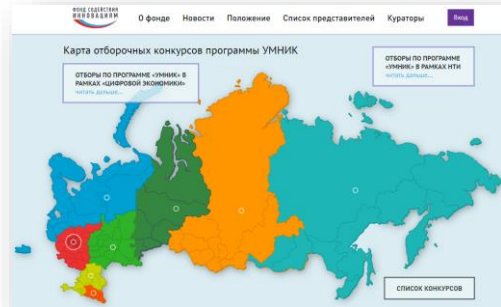 ФОНД СОДЕЙСТВИЯ
ИННОВАЦИЯМ
О фонде Новости Положение Список представителей Кураторы Вход
Карта отборочных конкурсов программы УМНИК
ОТБОРЫ ПО ПРОГРАММЕ «УМНИК» В
РАМКАХ «ЦИФРОВОЙ ЭКОНОМИКИ»
читать дальше...
ОТБОРЫ ПО ПРОГРАММЕ
«УМНИК» В РАМКАХ НТИ
читать дальше...
СПИСОК КОНКУРСОВ